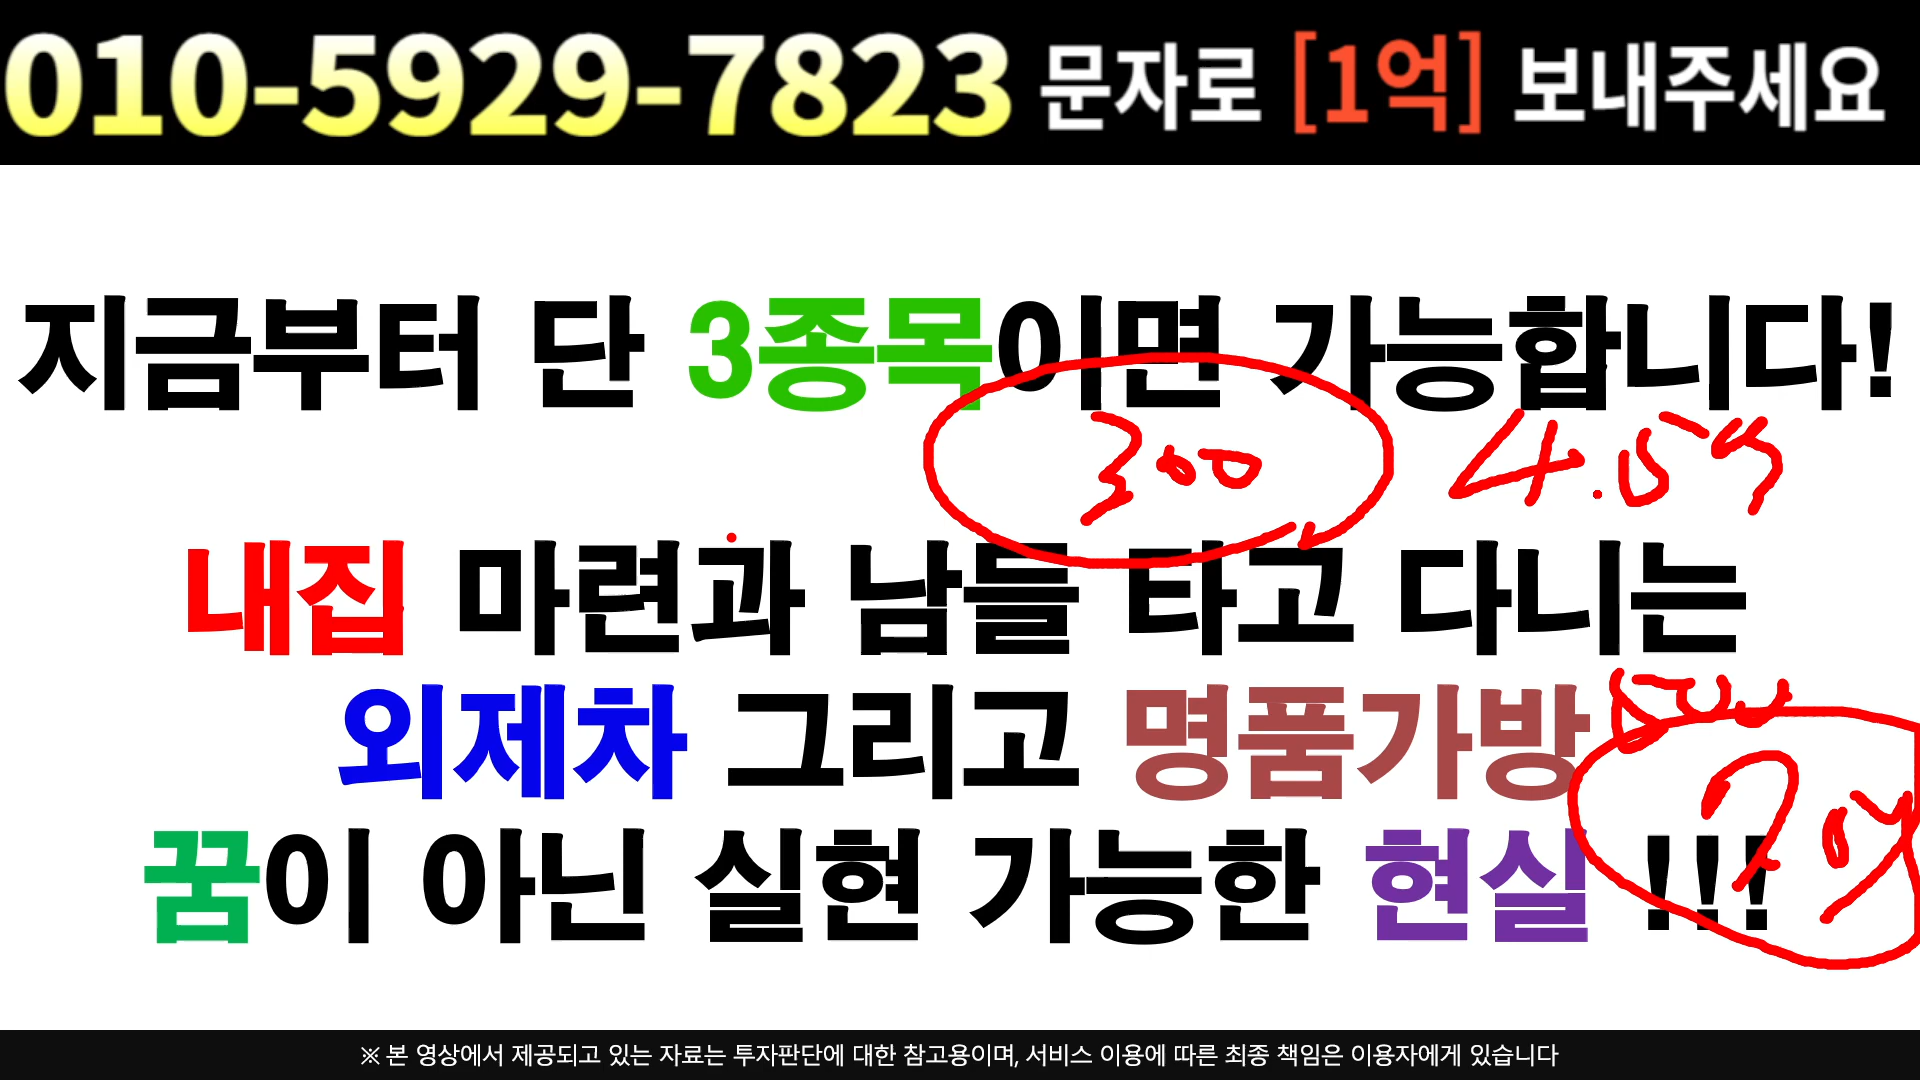 010-5929-7823 문자로 [1억] 보내주세요
지금부터 단 3종목이면 가능합니다!
300
4.5억
내집 마련과 남들 타고 다니는
외제차 그리고 명품가방
500
꿈이 아닌 실현 가능한 현실 !!!
※ 본 영상에서 제공되고 있는 자료는 투자판단에 대한 참고용이며, 서비스 이용에 따른 최종 책임은 이용자에게 있습니다